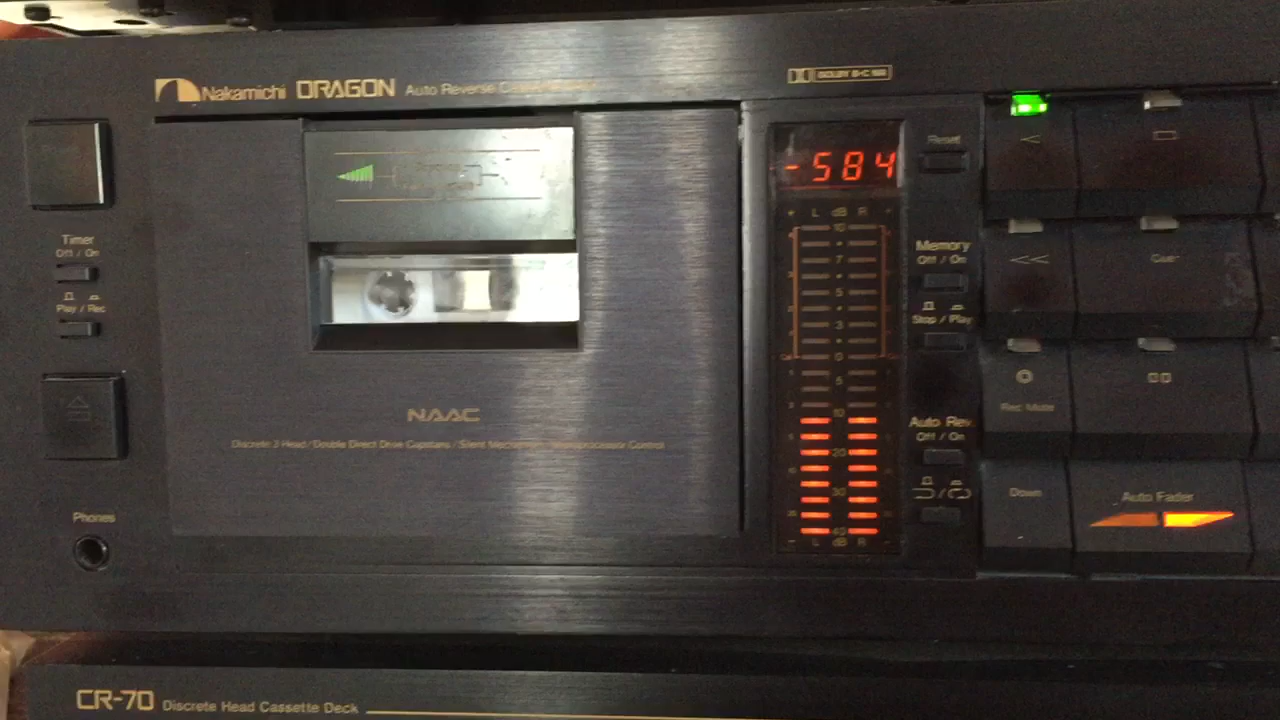 Nakamichi DRAGON Auto Reverse
DOLBY B-C NR
Timer
Off / On
Play / Rec
Phones
NAAC
Discrete 3 Head / Double Direct Drive Capstans / Silent Mechanism / Microprocessor Control
-584
L dB R
10
7
5
3
0
5
10
20
30
40
L dB R
Reset
Memory
Off / On
Stop / Play
Auto Rev.
Off / On
<
<<
Cue
Rec Mute
Down
Auto Fader
CR-70 Discrete Head Cassette Deck